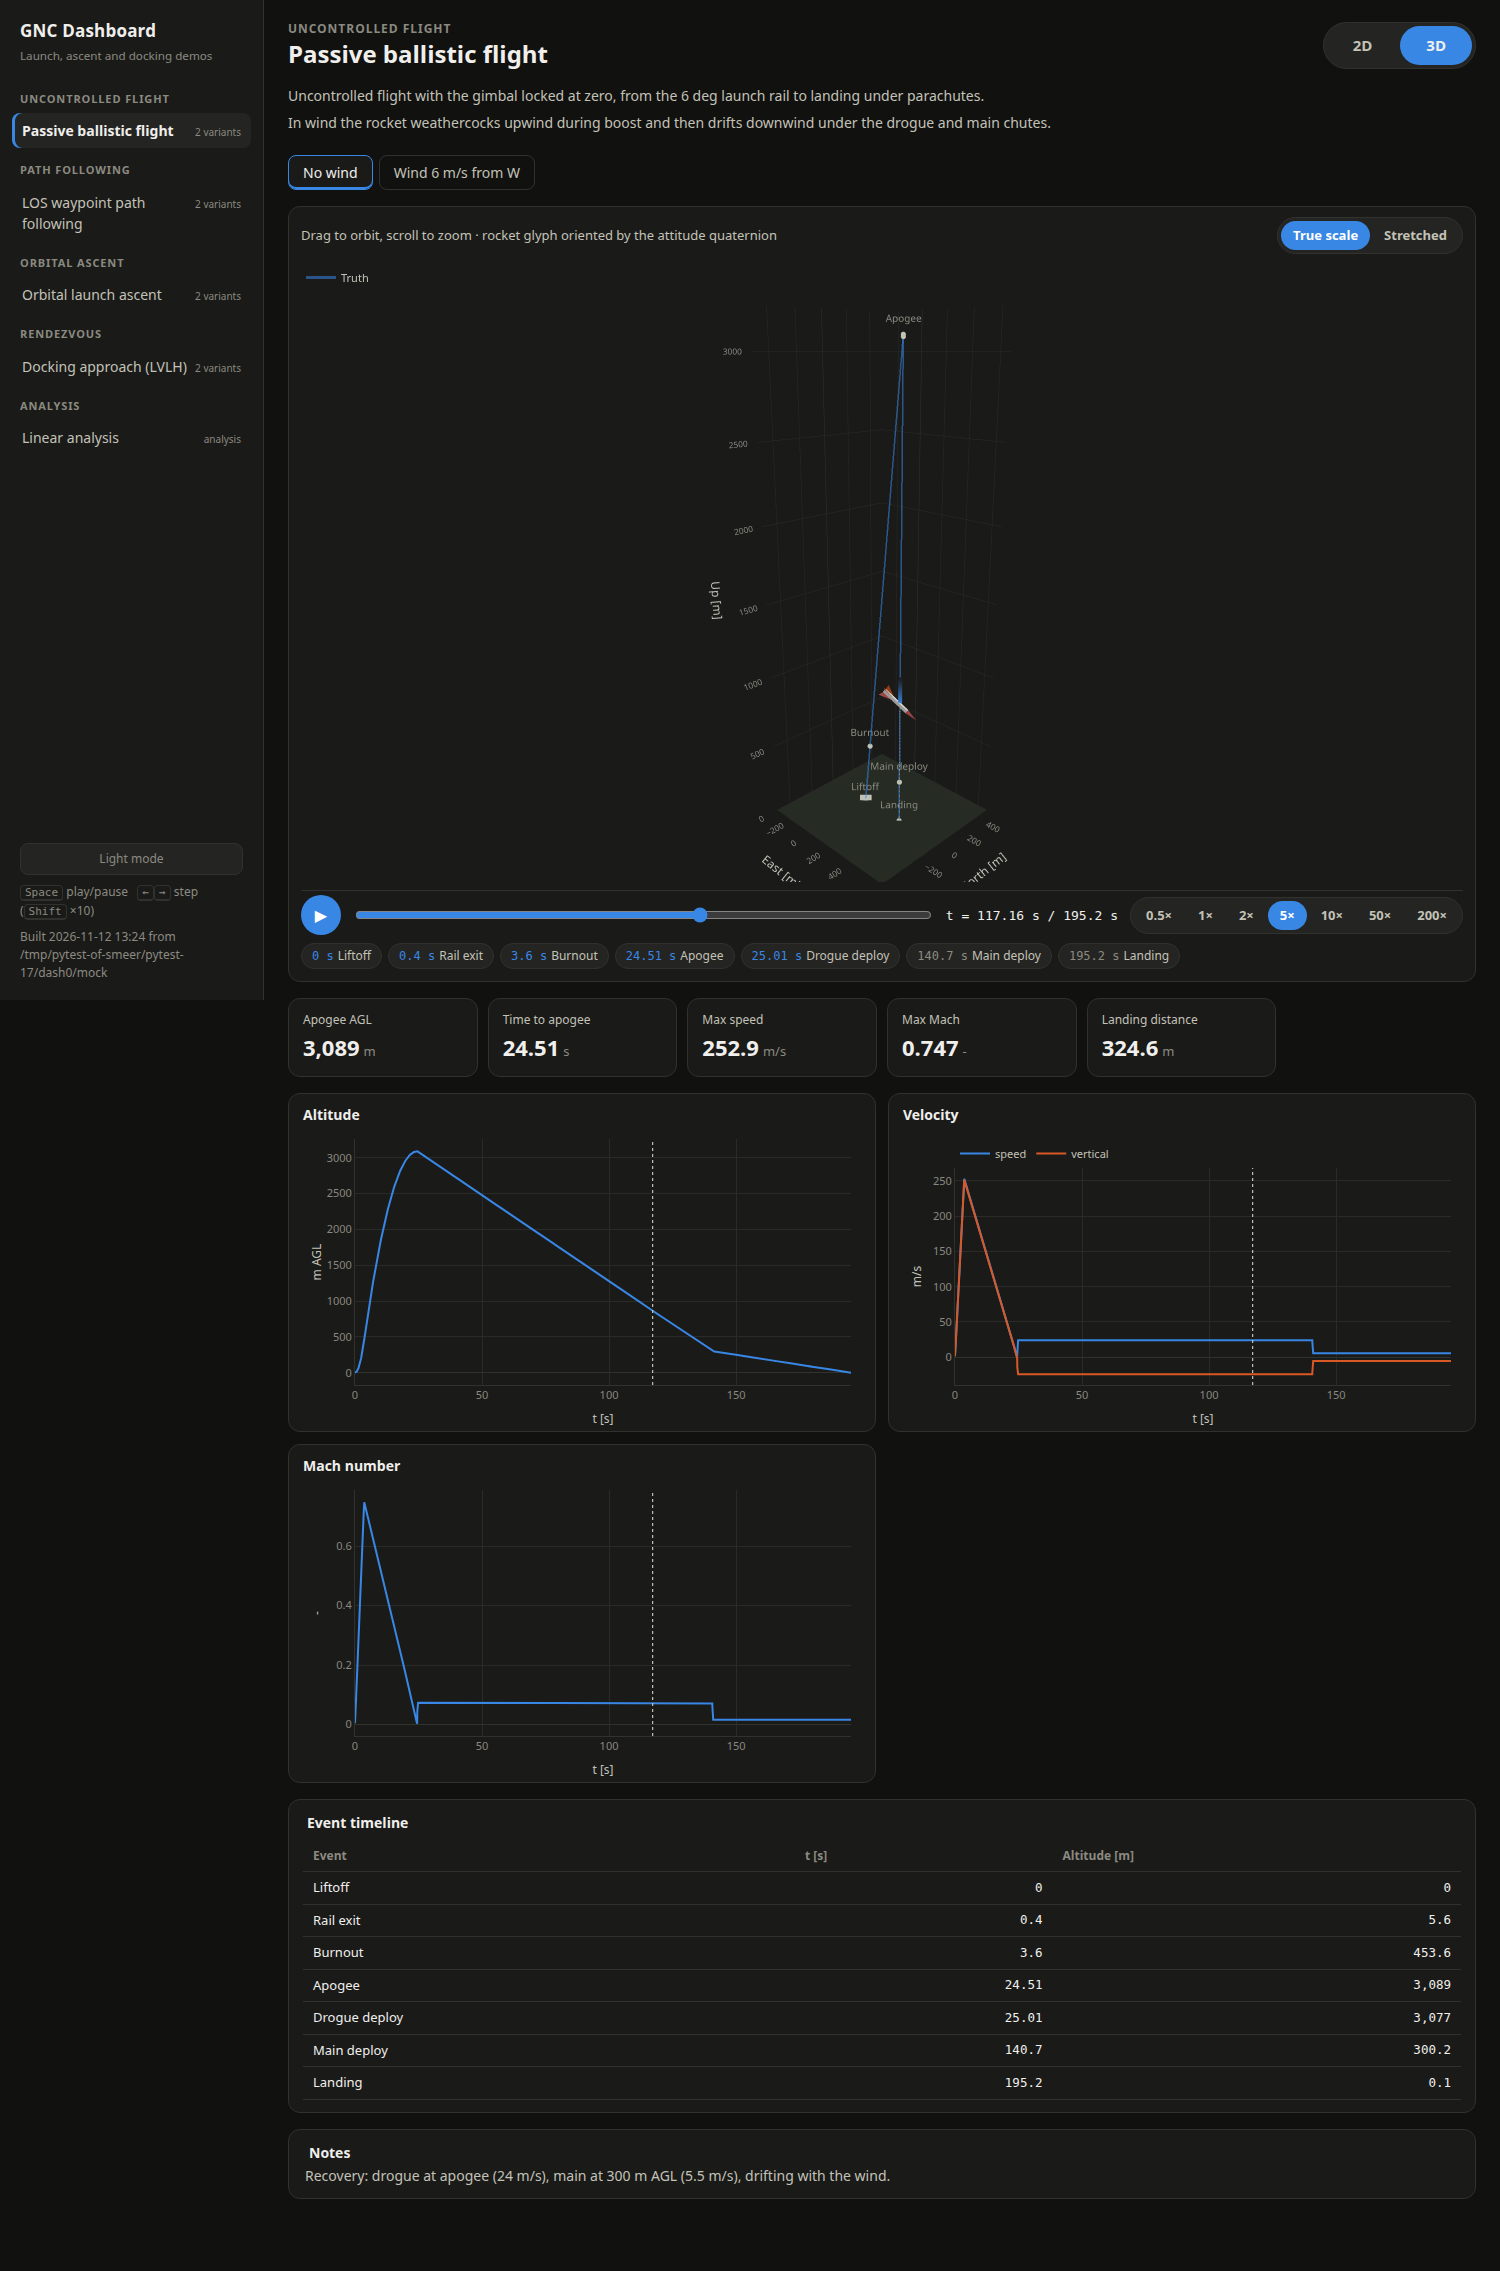 GNC Dashboard
Launch, ascent and docking demos
UNCONTROLLED FLIGHT
Passive ballistic flight 2 variants
PATH FOLLOWING
LOS waypoint path following 2 variants
ORBITAL ASCENT
Orbital launch ascent 2 variants
RENDEZVOUS
Docking approach (LVLH) 2 variants
ANALYSIS
Linear analysis analysis
Light mode
Space play/pause ← → step
(Shift ×10)
Built 2026-11-12 13:24 from
/tmp/pytest-of-smeer/pytest-
17/dash0/mock
UNCONTROLLED FLIGHT
Passive ballistic flight
2D 3D
Uncontrolled flight with the gimbal locked at zero, from the 6 deg launch rail to landing under parachutes.
In wind the rocket weathercocks upwind during boost and then drifts downwind under the drogue and main chutes.
No wind Wind 6 m/s from W
Drag to orbit, scroll to zoom · rocket glyph oriented by the attitude quaternion
True scale Stretched
Truth
Apogee
3000
2500
2000
1500
1000
500
0
Up [m]
Burnout
Main deploy
Liftoff
Landing
−200
0
200
400
East [m
400
200
0
−200
orth [m]
▶ t = 117.16 s / 195.2 s 0.5× 1× 2× 5× 10× 50× 200×
0 s Liftoff 0.4 s Rail exit 3.6 s Burnout 24.51 s Apogee 25.01 s Drogue deploy 140.7 s Main deploy 195.2 s Landing
Apogee AGL
3,089 m
Time to apogee
24.51 s
Max speed
252.9 m/s
Max Mach
0.747 -
Landing distance
324.6 m
Altitude
m AGL
3000
2500
2000
1500
1000
500
0
0 50 100 150
t [s]
Velocity
speed vertical
m/s
250
200
150
100
50
0
0 50 100 150
t [s]
Mach number
-
0.6
0.4
0.2
0
0 50 100 150
t [s]
Event timeline
Event t [s] Altitude [m]
Liftoff 0 0
Rail exit 0.4 5.6
Burnout 3.6 453.6
Apogee 24.51 3,089
Drogue deploy 25.01 3,077
Main deploy 140.7 300.2
Landing 195.2 0.1
Notes
Recovery: drogue at apogee (24 m/s), main at 300 m AGL (5.5 m/s), drifting with the wind.